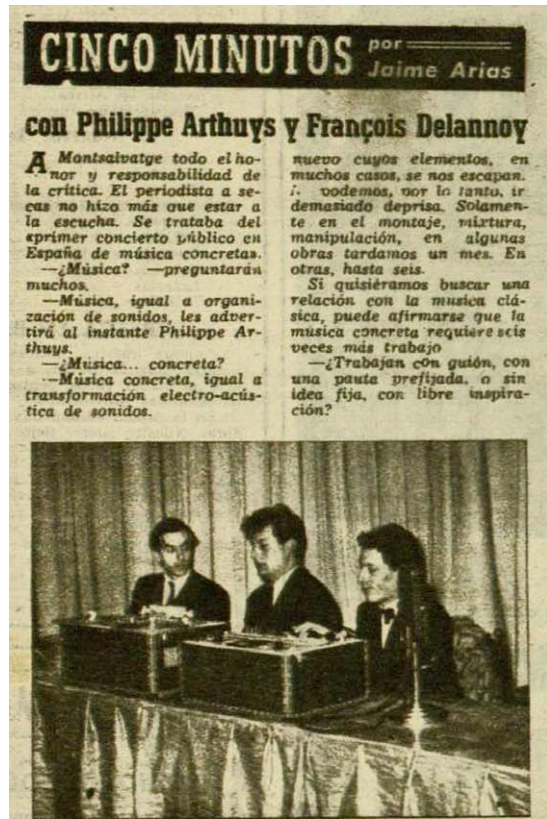 CINCO MINUTOS
por
Jaime Arias
con Philippe Arthuys y François Delannoy
A Montsalvatge todo el ho-
nor y responsabilidad de
la crítica. El periodista a se-
cas no hizo más que estar a
la escucha. Se trataba del
«primer concierto público en
España de música concreta».
—¿Música? —preguntarán
muchos.
—Música, igual a organi-
zación de sonidos, les adver-
tirá al instante Philippe Ar-
thuys.
—¿Música... concreta?
—Música concreta, igual a
transformación electro-acús-
tica de sonidos.
nuevo cuyos elementos, en
muchos casos, se nos escapan.
podemos, por lo tanto, ir
demasiado deprisa. Solamen-
te en el montaje, mixtura,
manipulación, en algunas
obras tardamos un mes. En
otras, hasta seis.
Si quisiéramos buscar una
relación con la musica clá-
sica, puede afirmarse que la
música concreta requiere seis
veces más trabajo
—¿Trabajan con guión, con
una pauta prefijada, o sin
idea fija, con libre inspira-
ción?